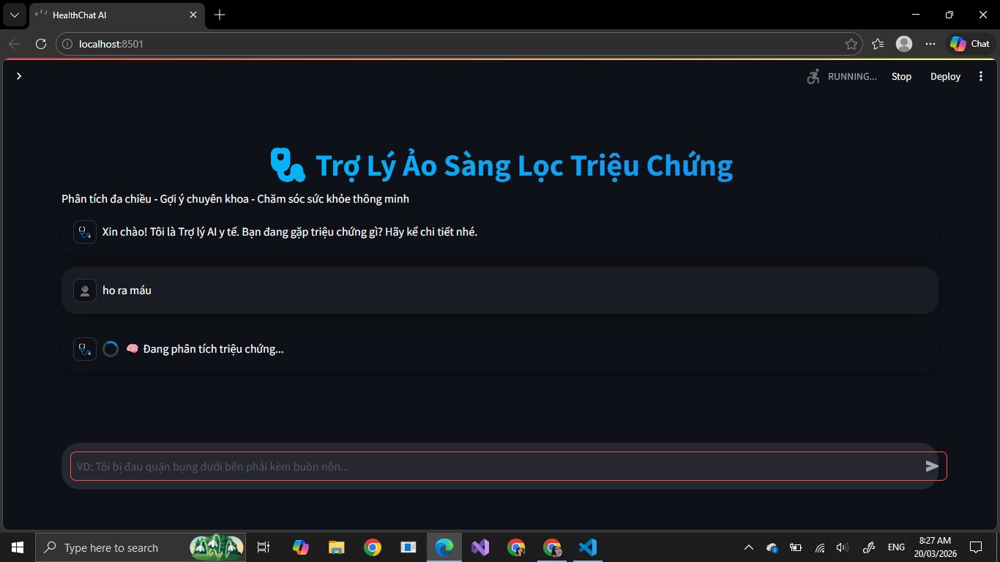 HealthChat AI
localhost:8501
Chat
RUNNING...
Stop
Deploy
Trợ Lý Ảo Sàng Lọc Triệu Chứng
Phân tích đa chiều - Gợi ý chuyên khoa - Chăm sóc sức khỏe thông minh
Xin chào! Tôi là Trợ lý AI y tế. Bạn đang gặp triệu chứng gì? Hãy kể chi tiết nhé.
ho ra máu
Đang phân tích triệu chứng...
VD: Tôi bị đau quặn bụng dưới bên phải kèm buồn nôn...
Type here to search
ENG
8:27 AM
20/03/2026